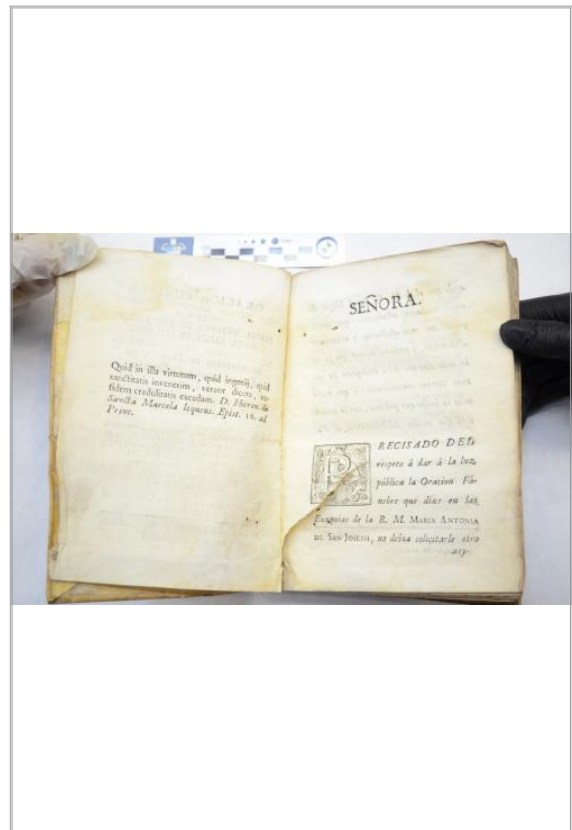 Quid in illa virtutum, quid ingenij, quid
sanctitatis invenerim, vereor dicere, ne
fidem credulitatis excedam. D. Hieron. de
Sancta Marcela loquens. Epist. 16. ad
Princ.
SEÑORA.
PRECISADO DEL
respeto á dar á la luz
pública la Oracion Fú-
nebre que dixe en las
Exequias de la R. M. MARIA ANTONIA
DE SAN JOSEPH, no debia solicitarle otro